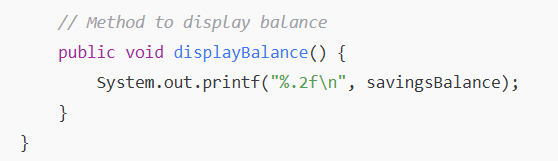 // Method to display balance
public void displayBalance() {
System.out.printf("%.2f\n", savingsBalance);
}
}